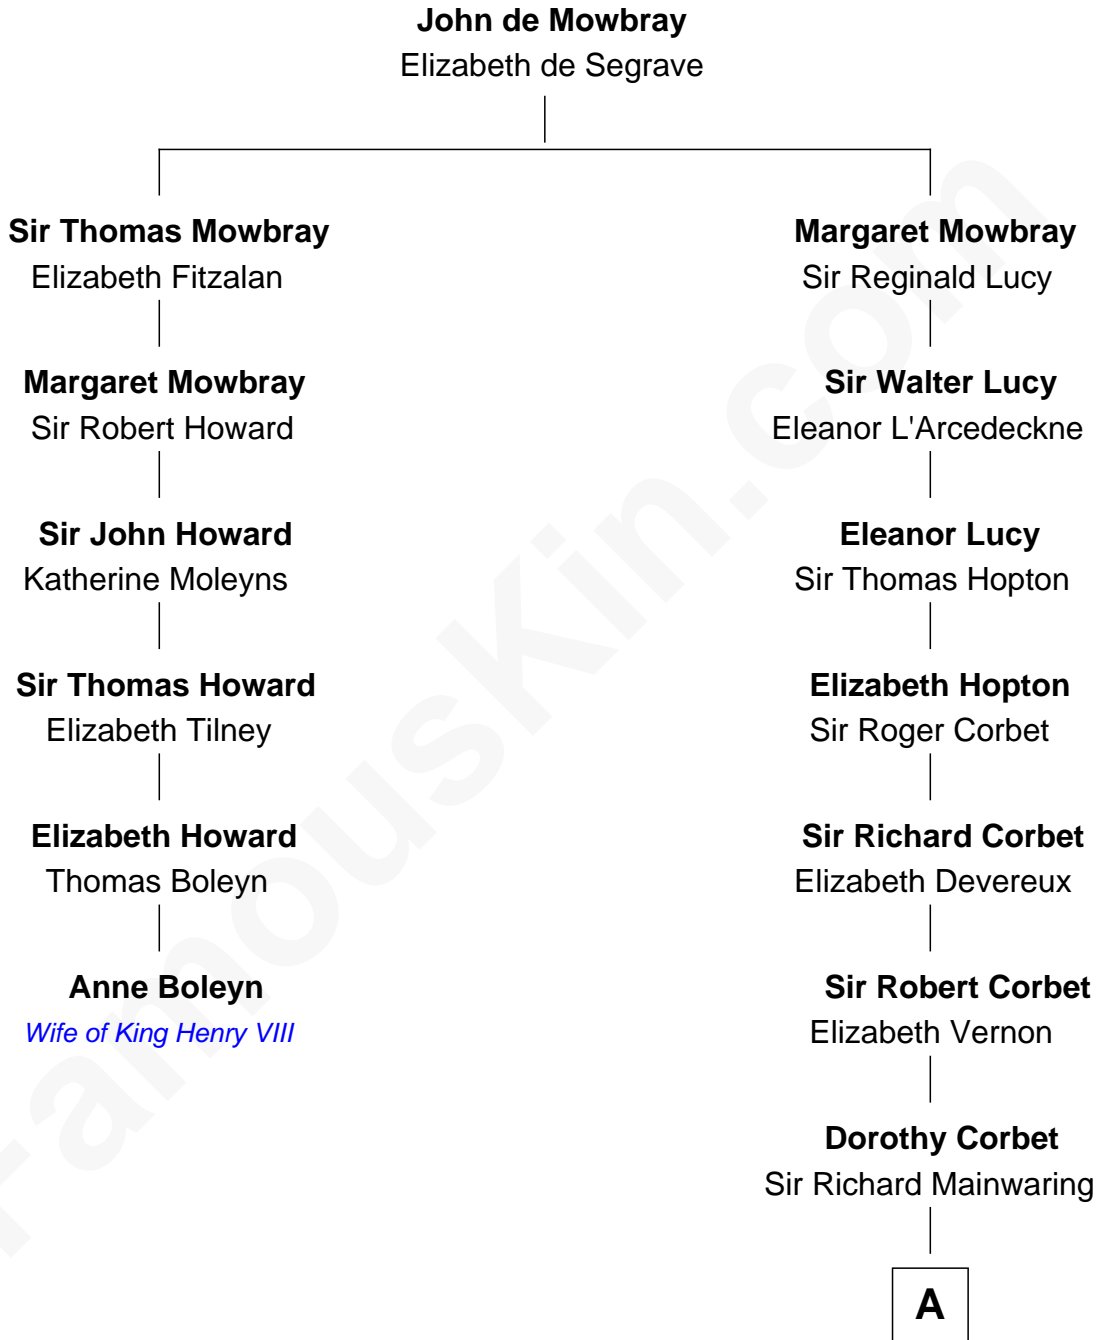 John de Mowbray
Elizabeth de Segrave
Sir Thomas Mowbray
Elizabeth Fitzalan
Margaret Mowbray
Sir Robert Howard
Sir John Howard
Katherine Moleyns
Sir Thomas Howard
Elizabeth Tilney
Elizabeth Howard
Thomas Boleyn
Anne Boleyn
Wife of King Henry VIII
Margaret Mowbray
Sir Reginald Lucy
Sir Walter Lucy
Eleanor L'Arcedeckne
Eleanor Lucy
Sir Thomas Hopton
Elizabeth Hopton
Sir Roger Corbet
Sir Richard Corbet
Elizabeth Devereux
Sir Robert Corbet
Elizabeth Vernon
Dorothy Corbet
Sir Richard Mainwaring
A
FamousKin.com